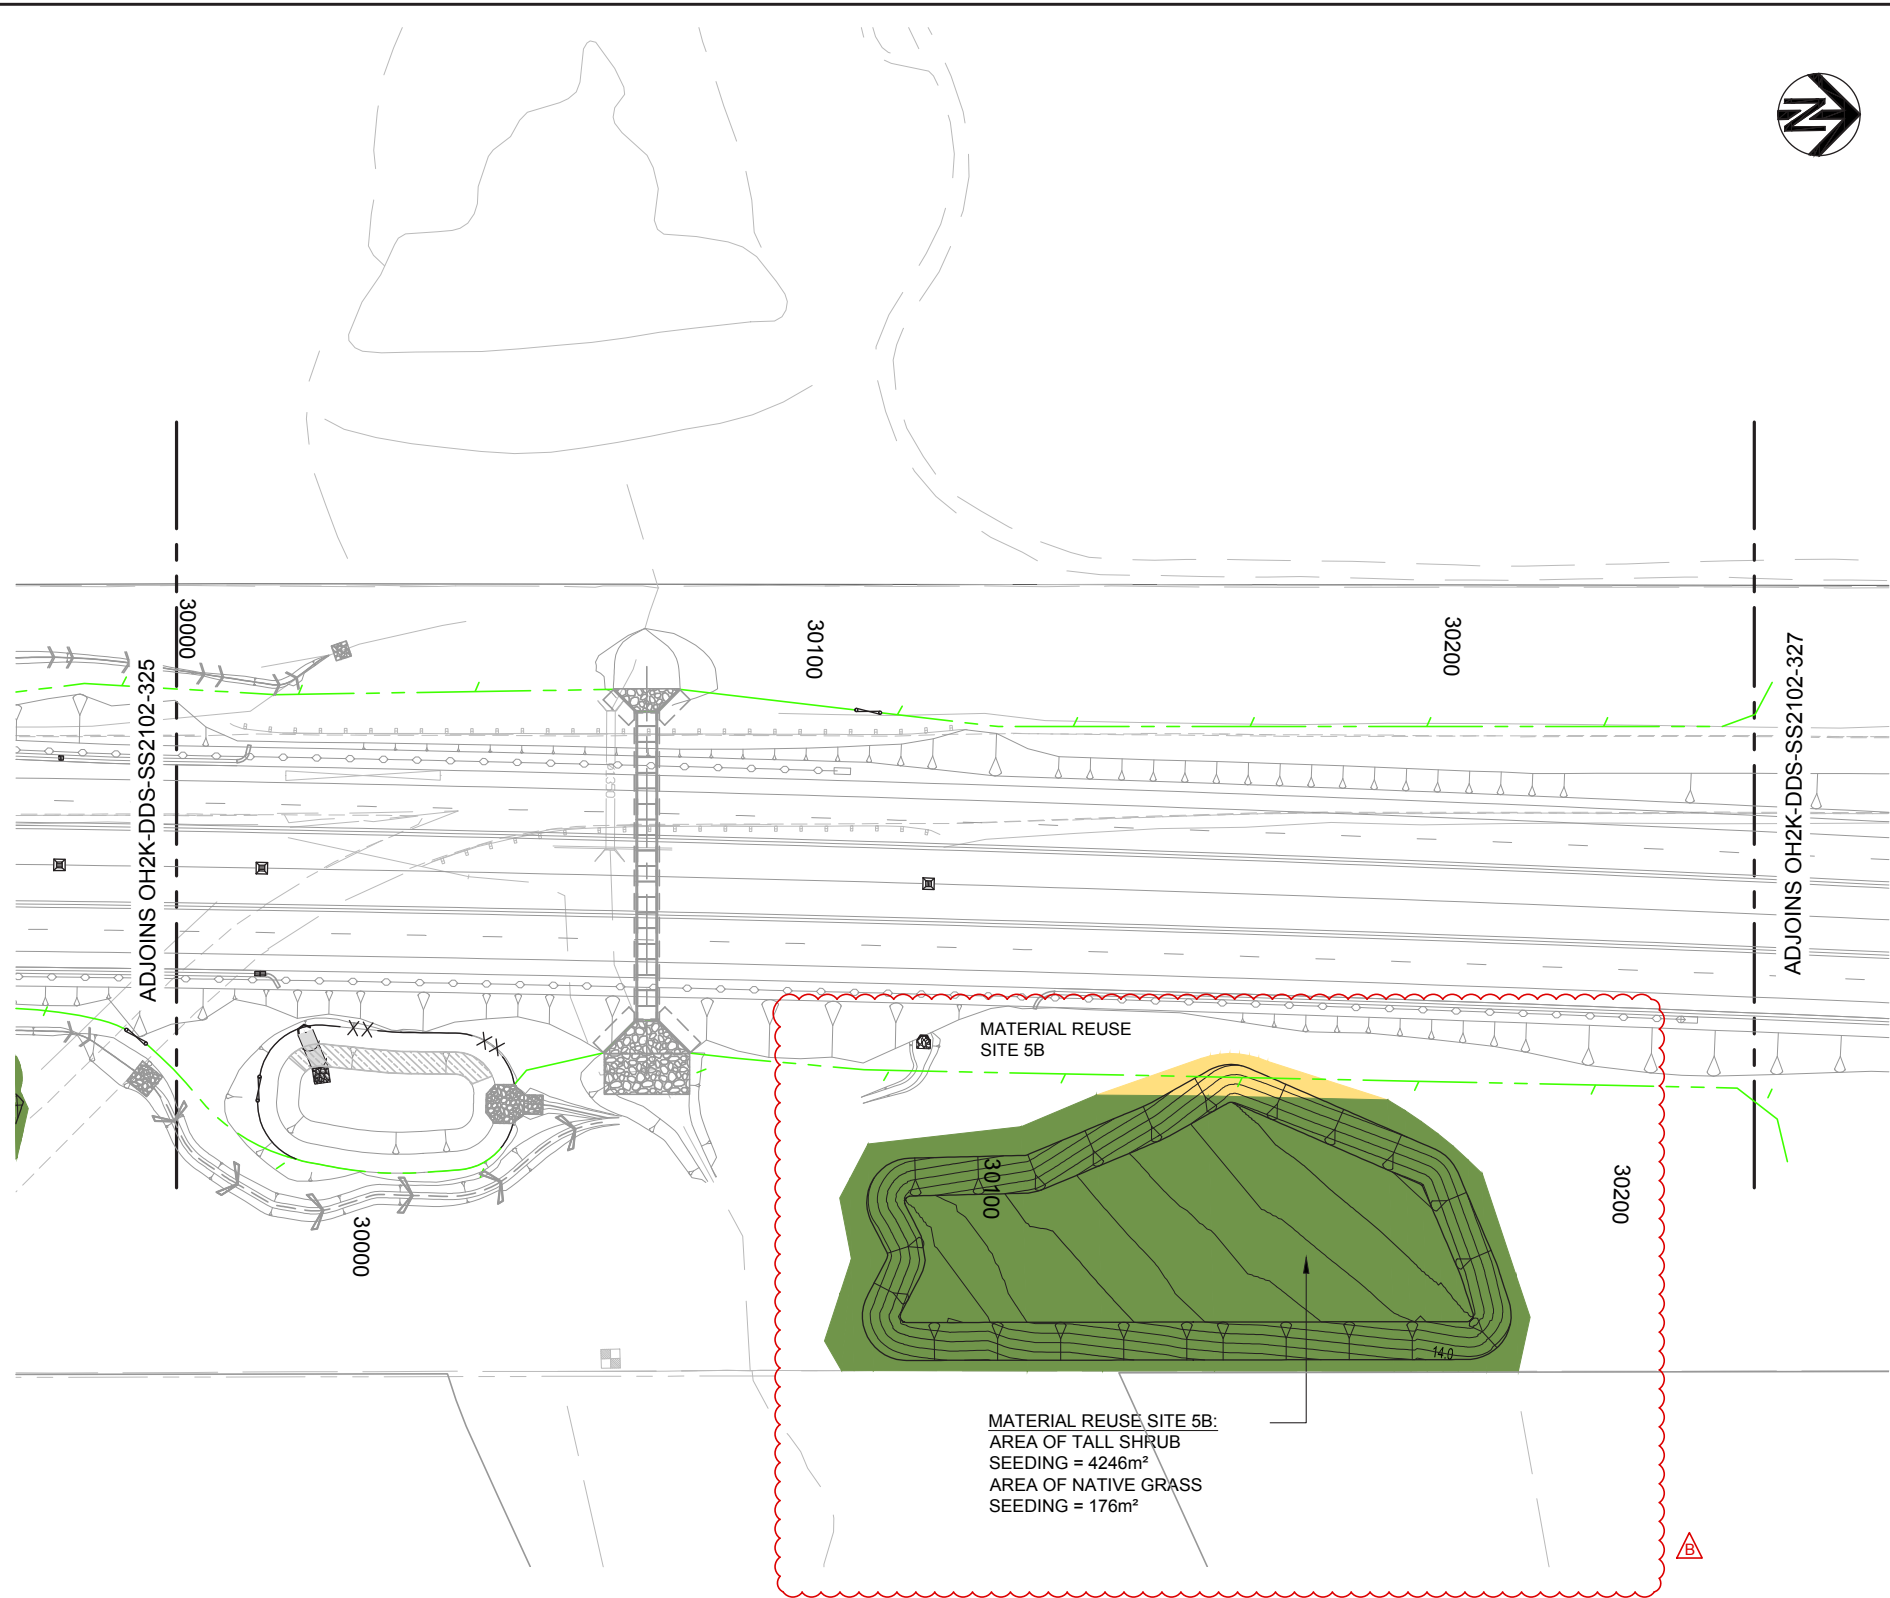 N
30000
30100
30200
ADJOINS OH2K-DDS-SS2102-325
ADJOINS OH2K-DDS-SS2102-327
MATERIAL REUSE
SITE 5B
30100
30200
30000
14.0
MATERIAL REUSE SITE 5B:
AREA OF TALL SHRUB
SEEDING = 4246m²
AREA OF NATIVE GRASS
SEEDING = 176m²
B